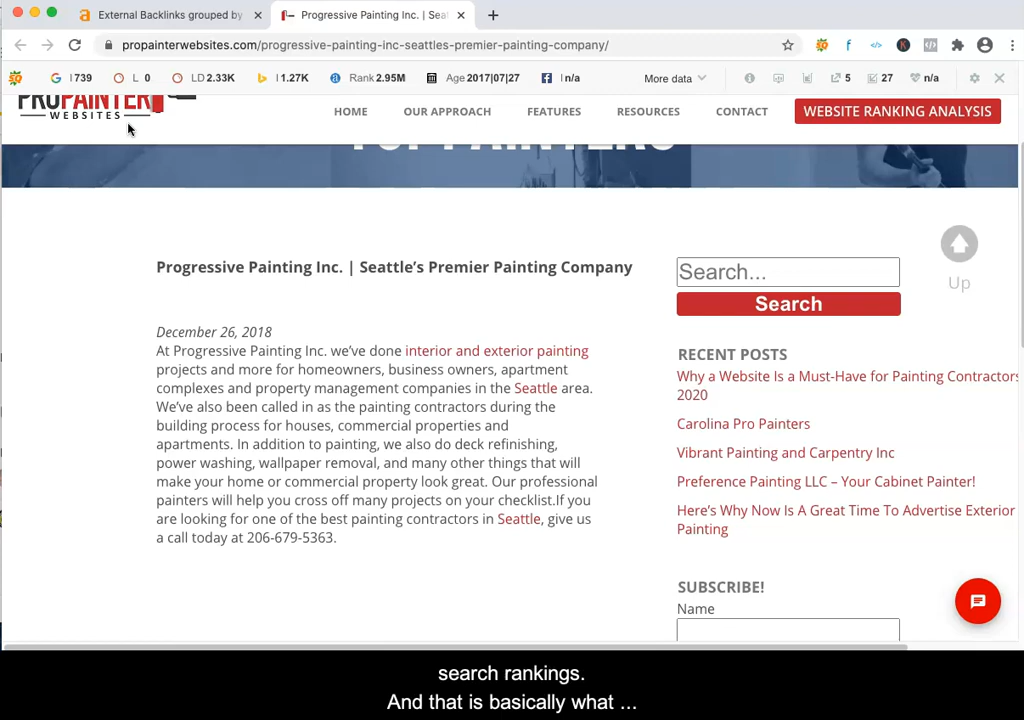 External Backlinks grouped by
Progressive Painting Inc. | Sea
propainterwebsites.com/progressive-painting-inc-seattles-premier-painting-company/
I 739 L 0 LD 2.33K I 1.27K Rank 2.95M Age 2017|07|27 I n/a More data 5 27 n/a
PROPAINTER
WEBSITES
HOME OUR APPROACH FEATURES RESOURCES CONTACT WEBSITE RANKING ANALYSIS
TOP PAINTERS
Progressive Painting Inc. | Seattle’s Premier Painting Company
December 26, 2018
At Progressive Painting Inc. we’ve done interior and exterior painting
projects and more for homeowners, business owners, apartment
complexes and property management companies in the Seattle area.
We’ve also been called in as the painting contractors during the
building process for houses, commercial properties and
apartments. In addition to painting, we also do deck refinishing,
power washing, wallpaper removal, and many other things that will
make your home or commercial property look great. Our professional
painters will help you cross off many projects on your checklist.If you
are looking for one of the best painting contractors in Seattle, give us
a call today at 206-679-5363.
Search...
Search
Up
RECENT POSTS
Why a Website Is a Must-Have for Painting Contractors
2020
Carolina Pro Painters
Vibrant Painting and Carpentry Inc
Preference Painting LLC – Your Cabinet Painter!
Here’s Why Now Is A Great Time To Advertise Exterior
Painting
SUBSCRIBE!
Name
search rankings.
And that is basically what ...